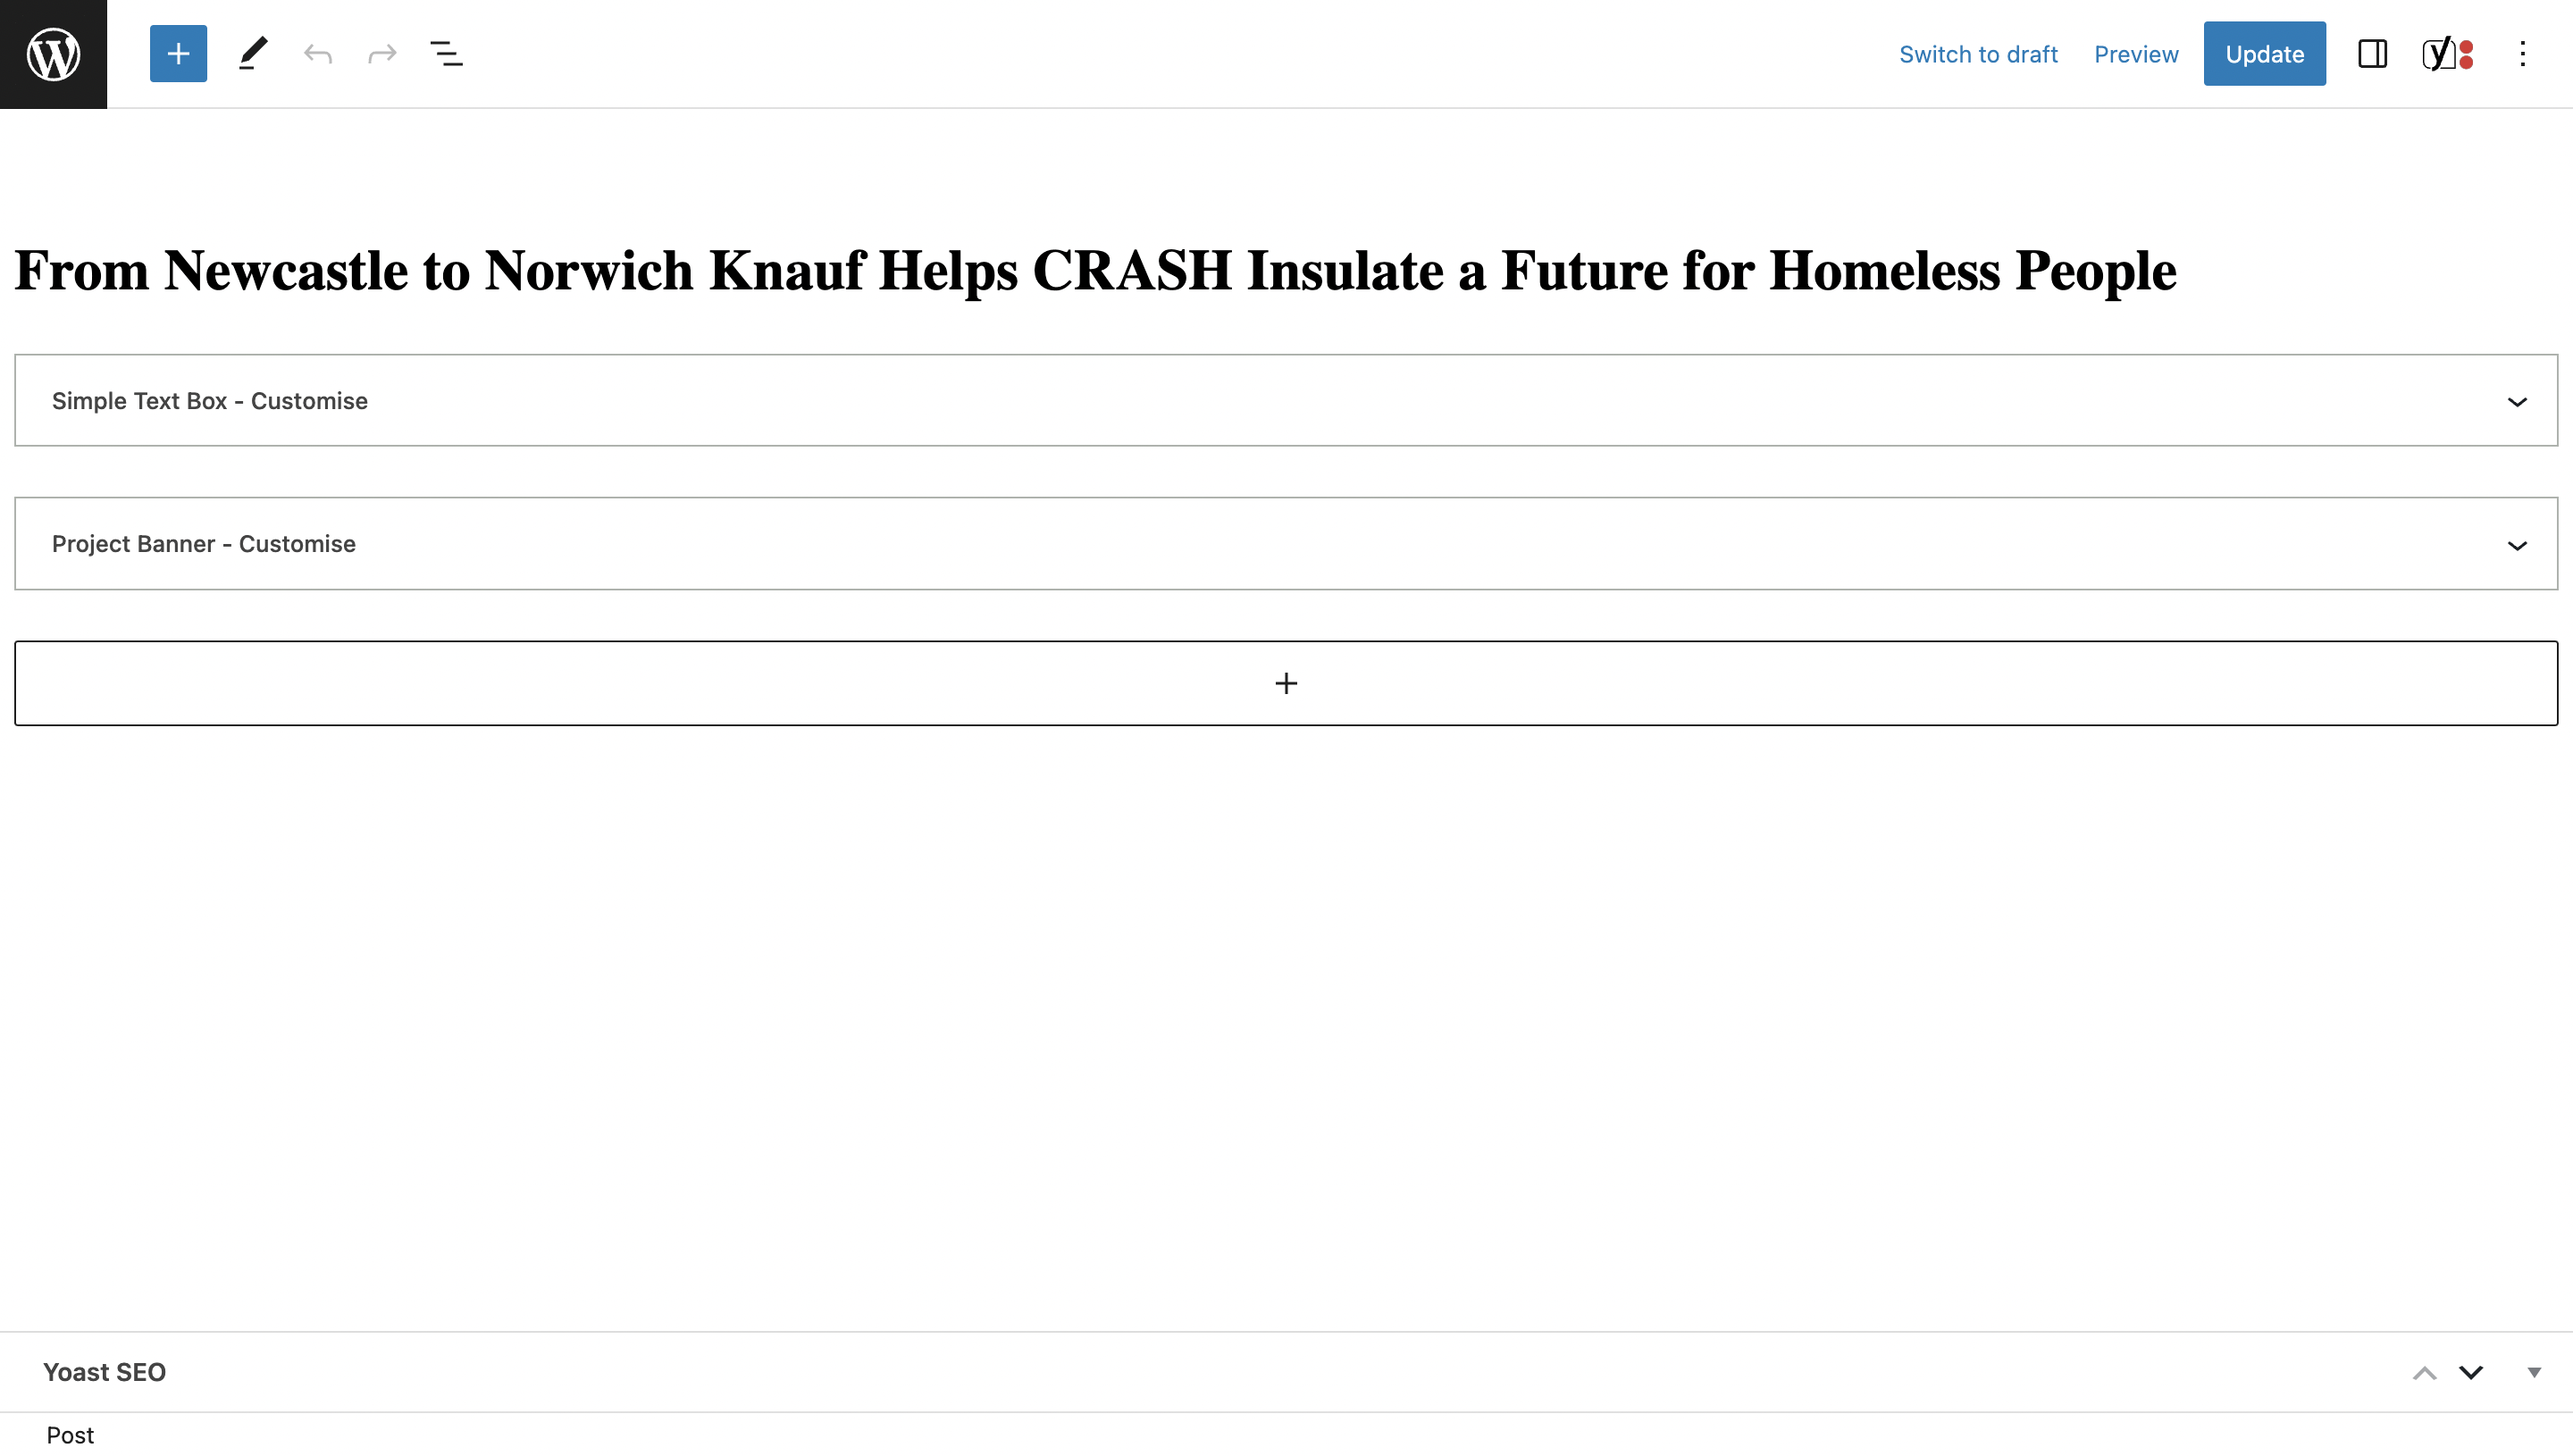 Switch to draft Preview Update
From Newcastle to Norwich Knauf Helps CRASH Insulate a Future for Homeless People
Simple Text Box - Customise
Project Banner - Customise
Yoast SEO
Post